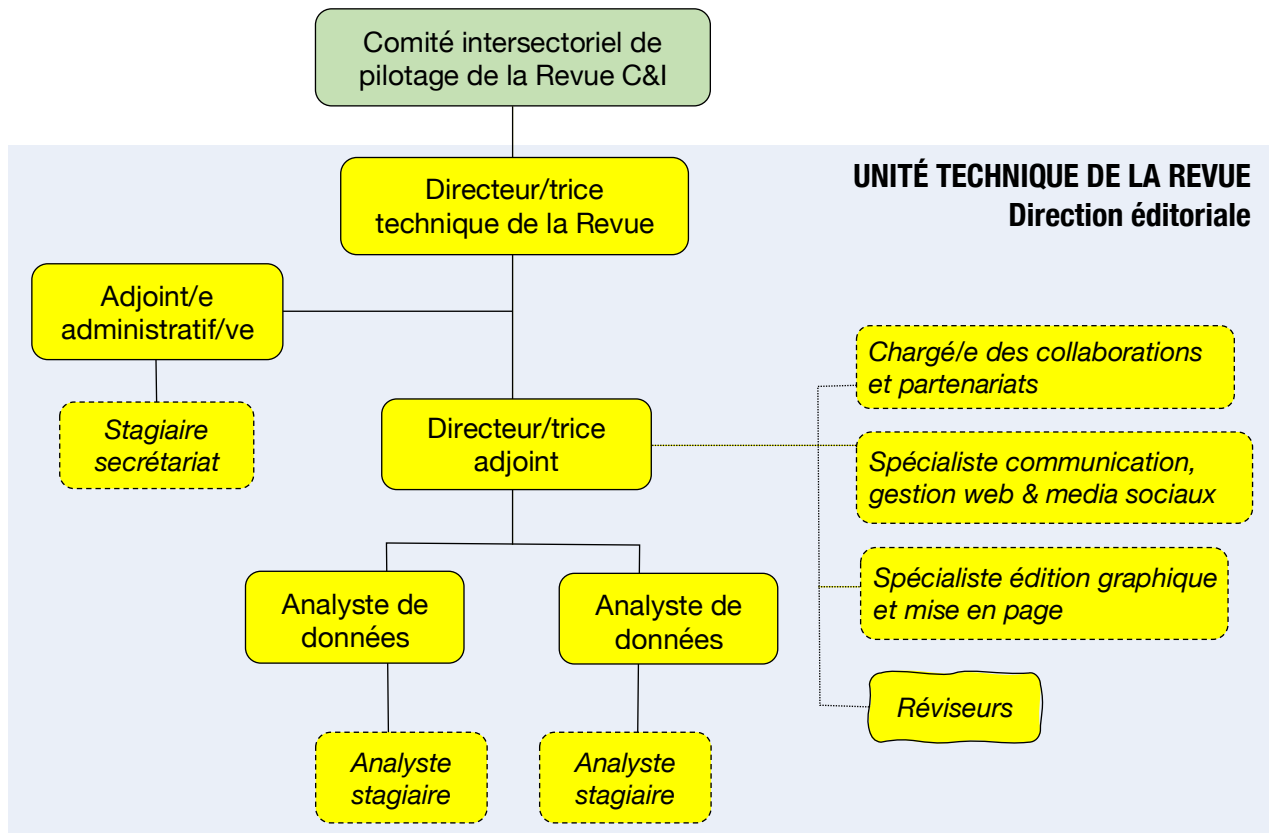 Comité intersectoriel de
pilotage de la Revue C&I
UNITÉ TECHNIQUE DE LA REVUE
Direction éditoriale
Directeur/trice
technique de la Revue
Adjoint/e
administratif/ve
Stagiaire
secrétariat
Directeur/trice
adjoint
Chargé/e des collaborations
et partenariats
Spécialiste communication,
gestion web & media sociaux
Spécialiste édition graphique
et mise en page
Réviseurs
Analyste de
données
Analyste de
données
Analyste
stagiaire
Analyste
stagiaire